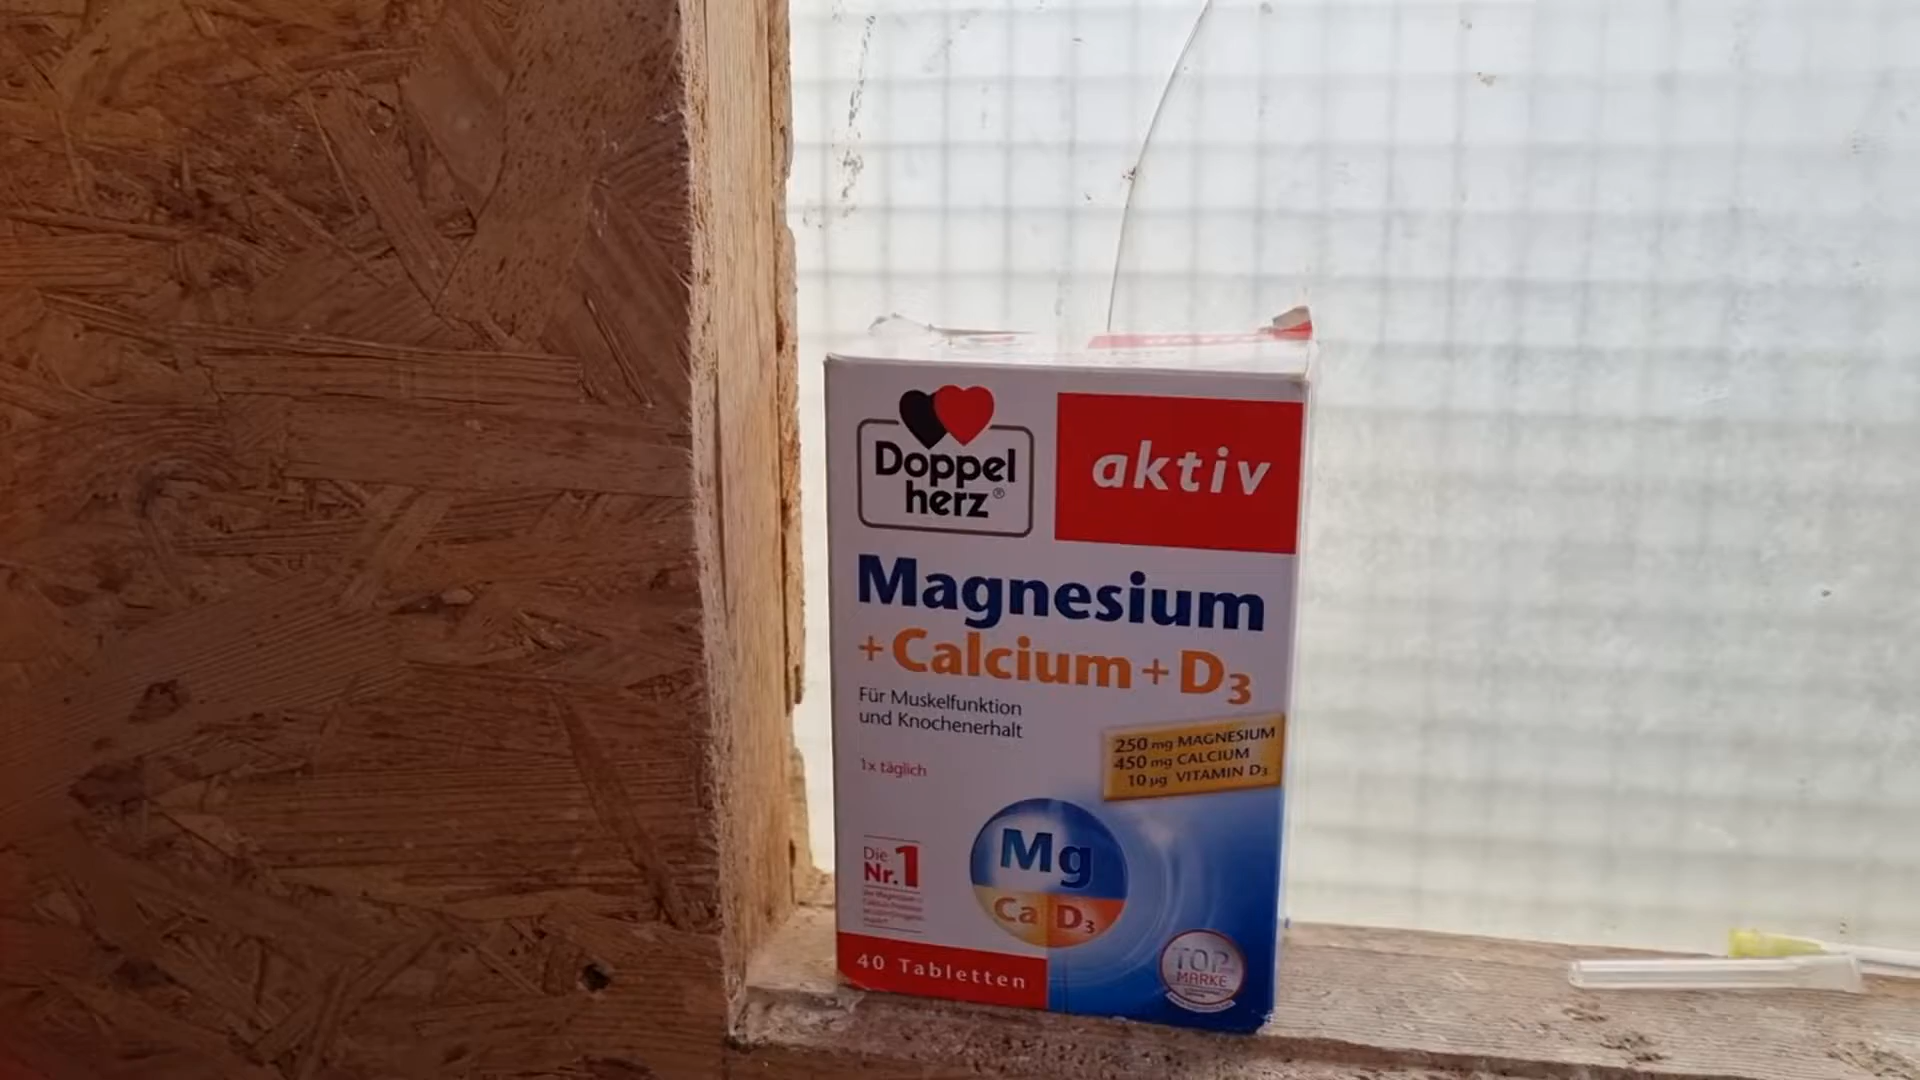 Doppel
herz®
aktiv
Magnesium
+Calcium+D3
Für Muskelfunktion
und Knochenerhalt
1x täglich
250 mg MAGNESIUM
450 mg CALCIUM
10 µg VITAMIN D3
Die
Nr.1
Mg
Ca D3
TOP
MARKE
40 Tabletten